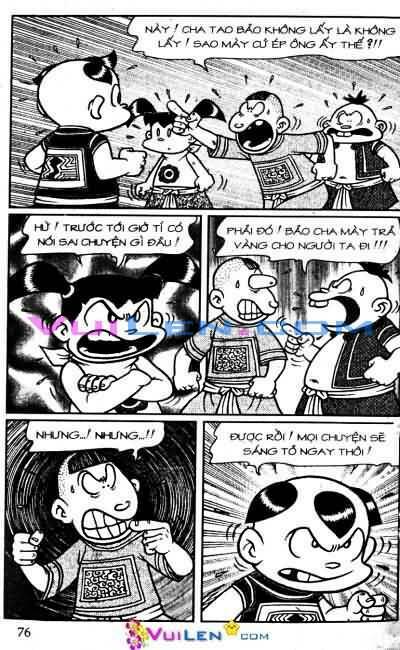 NÀY! CHA TAO BẢO KHÔNG LẤY LÀ KHÔNG
LẤY! SAO MÀY CỨ ÉP ÔNG ẤY THẾ?!!
HỨ! TRƯỚC TỚI GIỜ TÍ CÓ
NÓI SAI CHUYỆN GÌ ĐÂU!
PHẢI ĐÓ! BẢO CHA MÀY TRẢ
VÀNG CHO NGƯỜI TA ĐI!!!
VUILEN.COM
NHƯNG...! NHƯNG...!!
ĐƯỢC RỒI! MỌI CHUYỆN SẼ
SÁNG TỎ NGAY THÔI!
76
VUILEN.COM